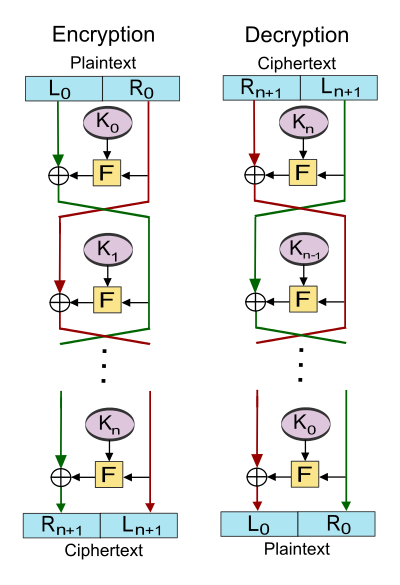 Encryption
Plaintext
L0 R0
K0
F
K1
F
Kn
F
Rn+1 Ln+1
Ciphertext
Decryption
Ciphertext
Rn+1 Ln+1
Kn
F
Kn-1
F
K0
F
L0 R0
Plaintext